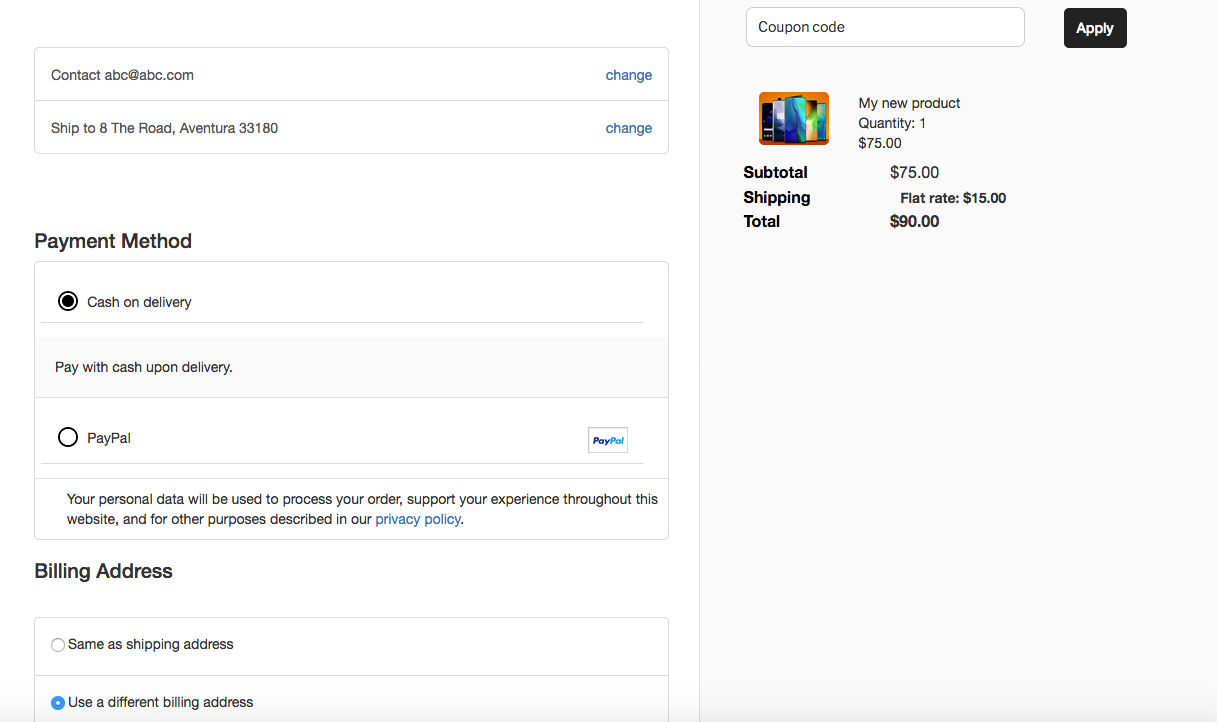 Contact abc@abc.com change
Ship to 8 The Road, Aventura 33180 change
Payment Method
Cash on delivery
Pay with cash upon delivery.
PayPal PayPal
Your personal data will be used to process your order, support your experience throughout this
website, and for other purposes described in our privacy policy.
Billing Address
Same as shipping address
Use a different billing address
Coupon code Apply
My new product
Quantity: 1
$75.00
Subtotal $75.00
Shipping Flat rate: $15.00
Total $90.00